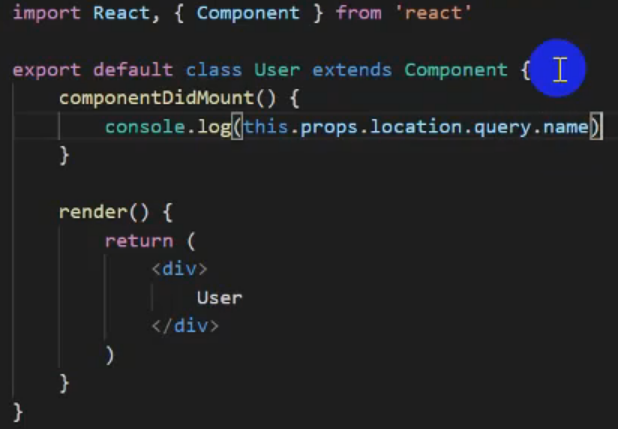 import React, { Component } from 'react'
export default class User extends Component {
componentDidMount() {
console.log(this.props.location.query.name)
}
render() {
return (
<div>
User
</div>
)
}
}